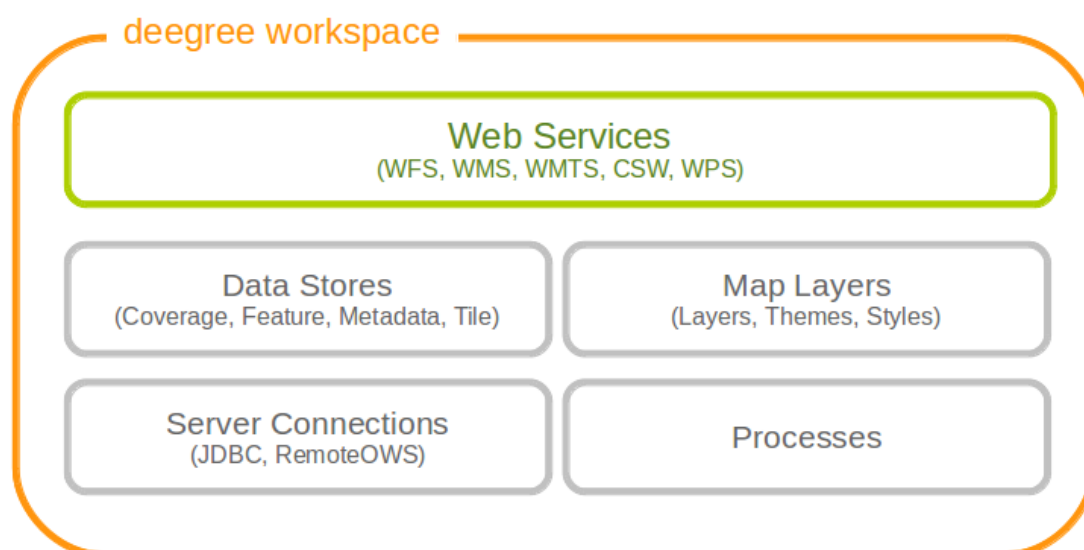 deegree workspace
Web Services
(WFS, WMS, WMTS, CSW, WPS)
Data Stores
(Coverage, Feature, Metadata, Tile)
Map Layers
(Layers, Themes, Styles)
Server Connections
(JDBC, RemoteOWS)
Processes